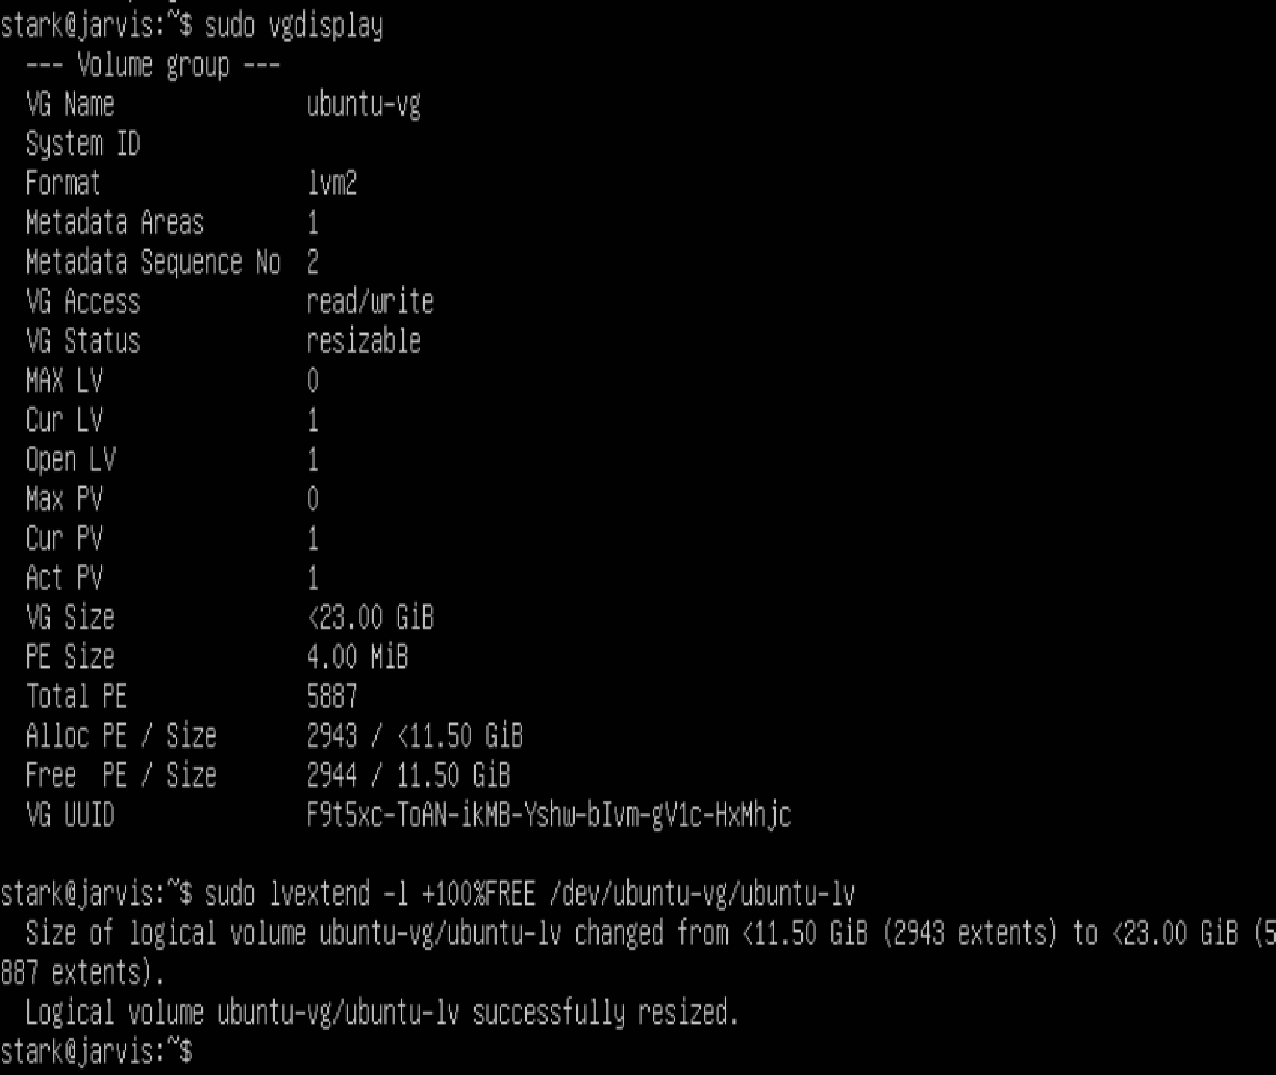 stark@jarvis:~$ sudo vgdisplay
--- Volume group ---
VG Name ubuntu-vg
System ID
Format lvm2
Metadata Areas 1
Metadata Sequence No 2
VG Access read/write
VG Status resizable
MAX LV 0
Cur LV 1
Open LV 1
Max PV 0
Cur PV 1
Act PV 1
VG Size <23.00 GiB
PE Size 4.00 MiB
Total PE 5887
Alloc PE / Size 2943 / <11.50 GiB
Free PE / Size 2944 / 11.50 GiB
VG UUID F9t5xc-ToAN-ikMB-Yshw-bIvm-gV1c-HxMhjc
stark@jarvis:~$ sudo lvextend -l +100%FREE /dev/ubuntu-vg/ubuntu-lv
Size of logical volume ubuntu-vg/ubuntu-lv changed from <11.50 GiB (2943 extents) to <23.00 GiB (5
887 extents).
Logical volume ubuntu-vg/ubuntu-lv successfully resized.
stark@jarvis:~$